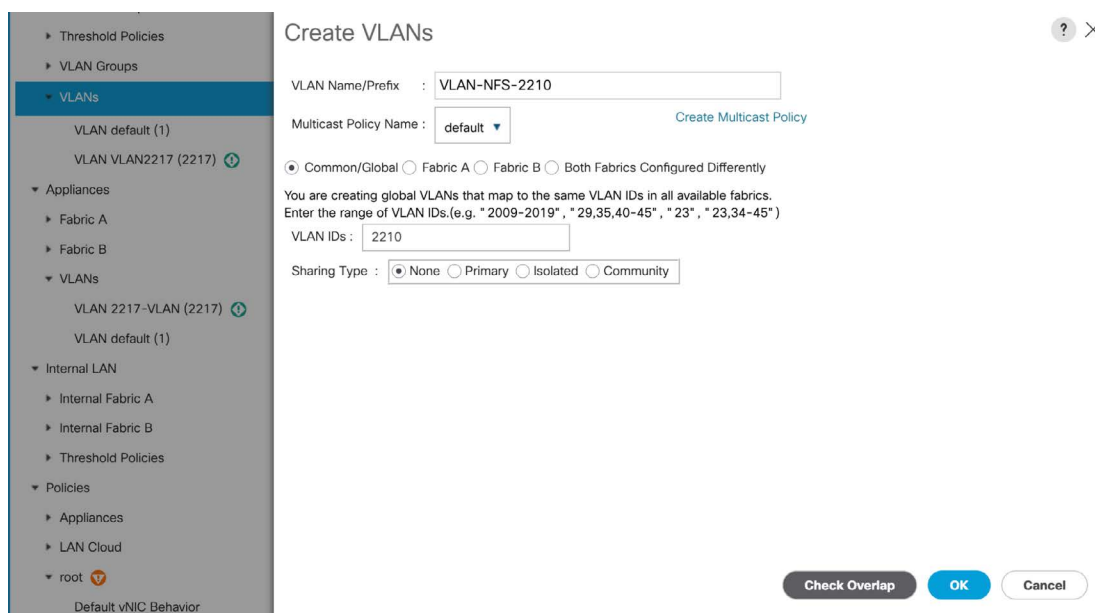 Threshold Policies
VLAN Groups
VLANs
VLAN default (1)
VLAN VLAN2217 (2217)
Appliances
Fabric A
Fabric B
VLANs
VLAN 2217-VLAN (2217)
VLAN default (1)
Internal LAN
Internal Fabric A
Internal Fabric B
Threshold Policies
Policies
Appliances
LAN Cloud
root
Default vNIC Behavior
Create VLANs
?
VLAN Name/Prefix : VLAN-NFS-2210
Multicast Policy Name : default Create Multicast Policy
Common/Global Fabric A Fabric B Both Fabrics Configured Differently
You are creating global VLANs that map to the same VLAN IDs in all available fabrics.
Enter the range of VLAN IDs.(e.g. " 2009-2019" , " 29,35,40-45" , " 23" , " 23,34-45" )
VLAN IDs : 2210
Sharing Type : None Primary Isolated Community
Check Overlap OK Cancel